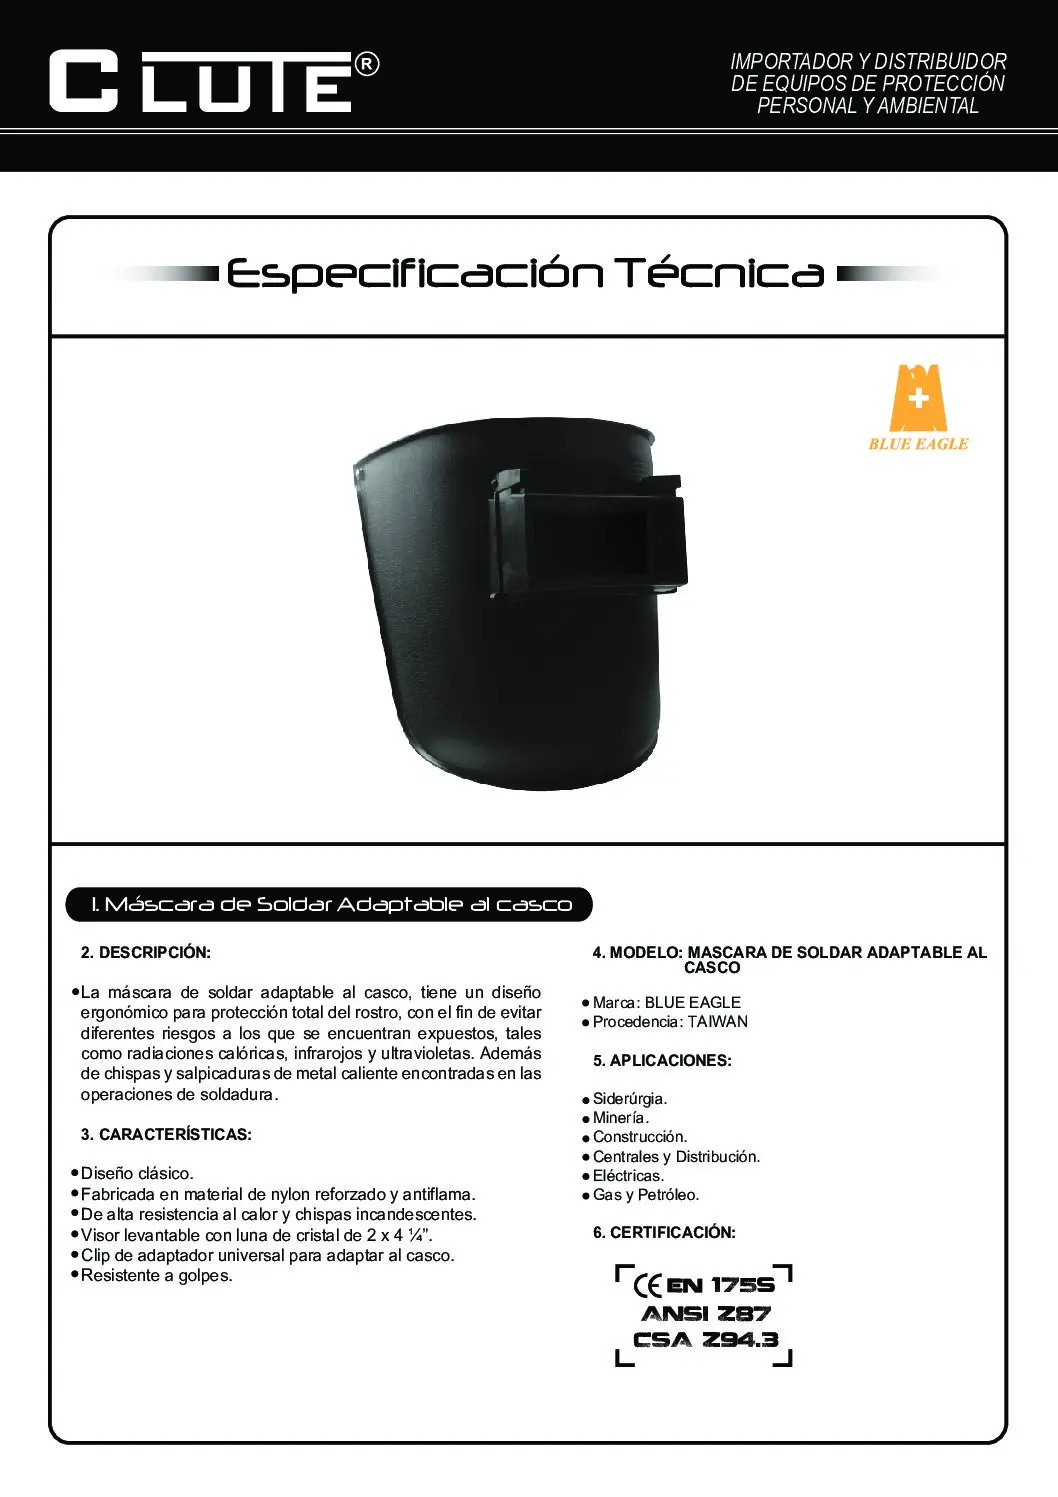 CLUTE®
IMPORTADOR Y DISTRIBUIDOR
DE EQUIPOS DE PROTECCIÓN
PERSONAL Y AMBIENTAL
Especificación Técnica
BLUE EAGLE
1. Máscara de Soldar Adaptable al casco
2. DESCRIPCIÓN:
●La máscara de soldar adaptable al casco, tiene un diseño
ergonómico para protección total del rostro, con el fin de evitar
diferentes riesgos a los que se encuentran expuestos, tales
como radiaciones calóricas, infrarojos y ultravioletas. Además
de chispas y salpicaduras de metal caliente encontradas en las
operaciones de soldadura.
3. CARACTERÍSTICAS:
●Diseño clásico.
●Fabricada en material de nylon reforzado y antiflama.
●De alta resistencia al calor y chispas incandescentes.
●Visor levantable con luna de cristal de 2 x 4 ¼”.
●Clip de adaptador universal para adaptar al casco.
●Resistente a golpes.
4. MODELO: MASCARA DE SOLDAR ADAPTABLE AL
CASCO
●Marca: BLUE EAGLE
●Procedencia: TAIWAN
5. APLICACIONES:
●Siderúrgia.
●Minería.
●Construcción.
●Centrales y Distribución.
●Eléctricas.
●Gas y Petróleo.
6. CERTIFICACIÓN:
CE EN 175S
ANSI Z87
CSA Z94.3